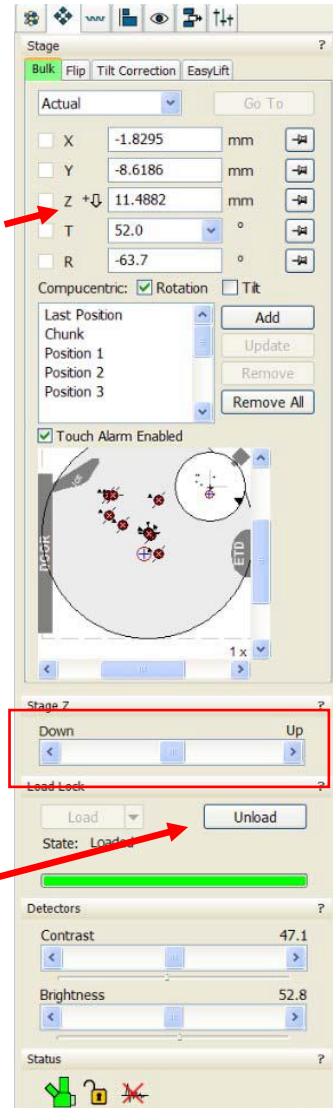 Stage ?
Bulk Flip Tilt Correction EasyLift
Actual Go To
X -1.8295 mm
Y -8.6186 mm
Z 11.4882 mm
T 52.0 °
R -63.7 °
Compucentric: Rotation Tilt
Last Position
Chunk
Position 1
Position 2
Position 3
Add
Update
Remove
Remove All
Touch Alarm Enabled
DOOR
ETD
1 x
Stage Z ?
Down Up
Load Lock ?
Load Unload
State: Loaded
Detectors ?
Contrast 47.1
Brightness 52.8
Status ?